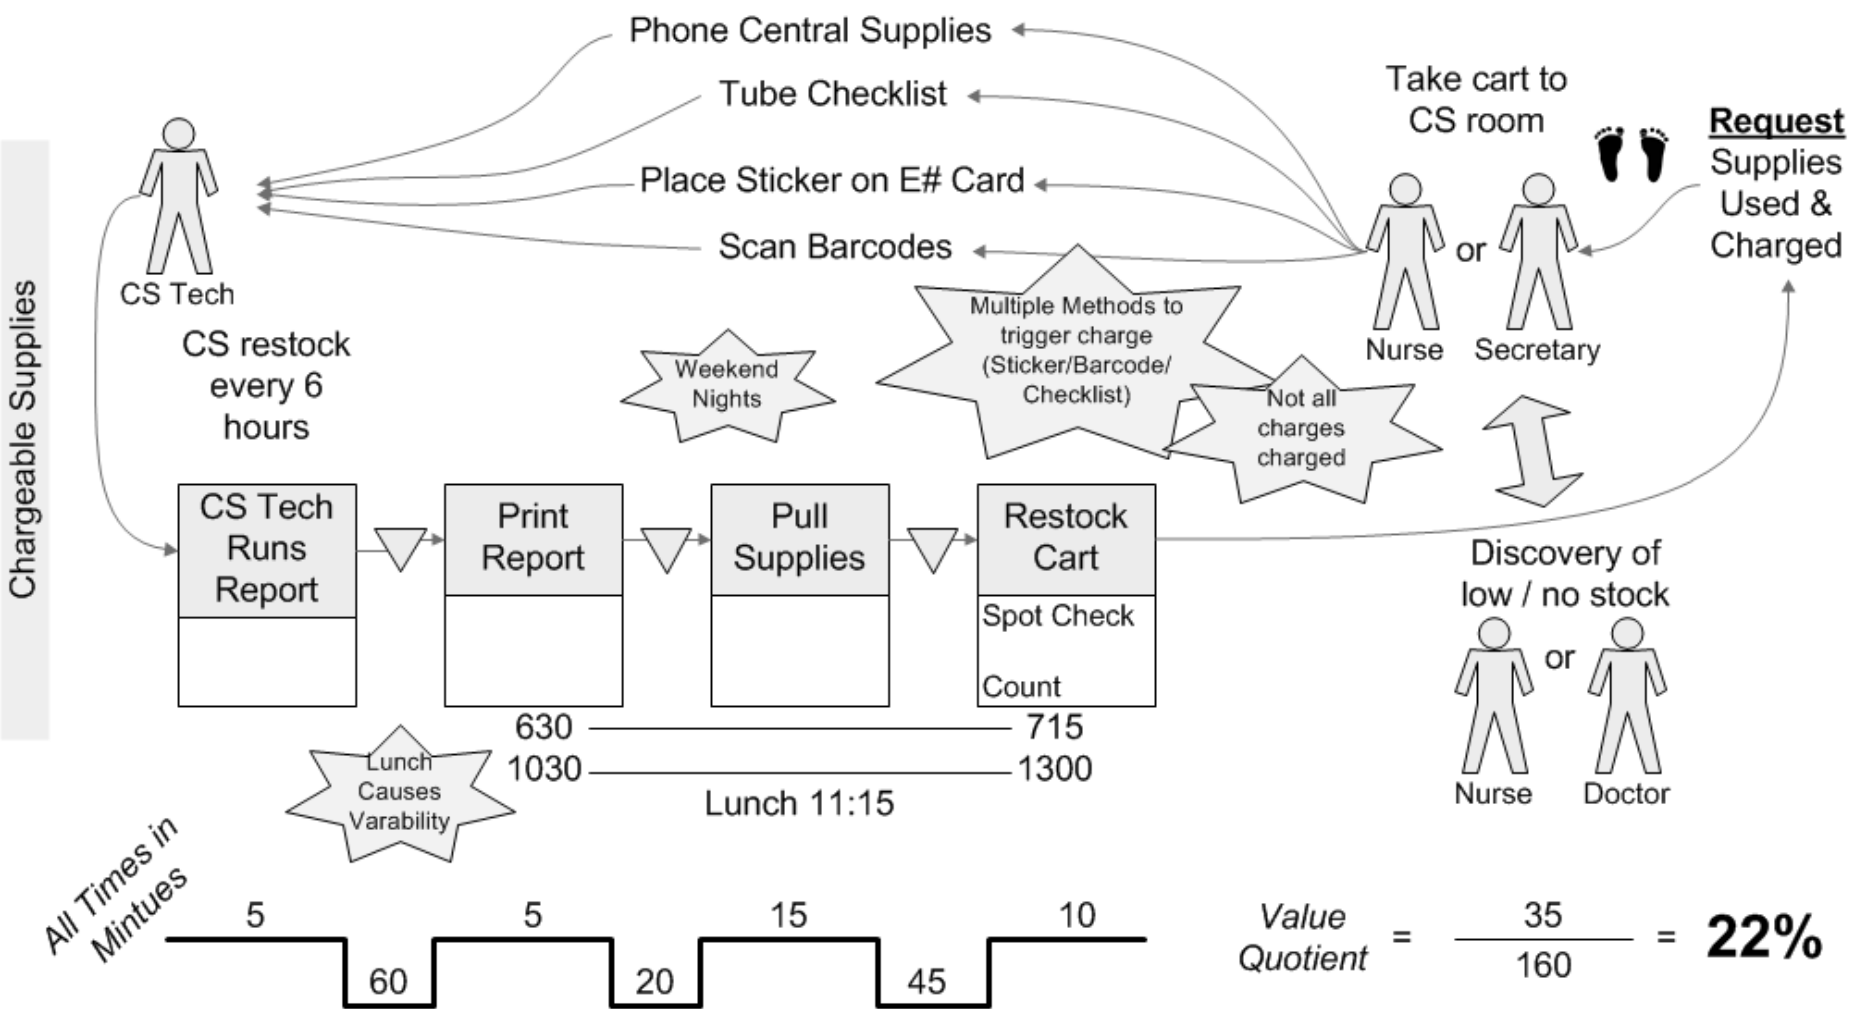 Phone Central Supplies
Tube Checklist
Place Sticker on E# Card
Scan Barcodes
Take cart to
CS room
Request
Supplies
Used &
Charged
CS Tech
or
Nurse
Secretary
CS restock
every 6
hours
Chargeable Supplies
Weekend
Nights
Multiple Methods to
trigger charge
(Sticker/Barcode/
Checklist)
Not all
charges
charged
CS Tech
Runs
Report
Print
Report
Pull
Supplies
Restock
Cart
Spot Check
Count
Discovery of
low / no stock
or
Nurse
Doctor
630
715
1030
1300
Lunch 11:15
Lunch
Causes
Varability
All Times in
Mintues
5
60
5
20
15
45
10
Value
Quotient
=
35
160
=
22%